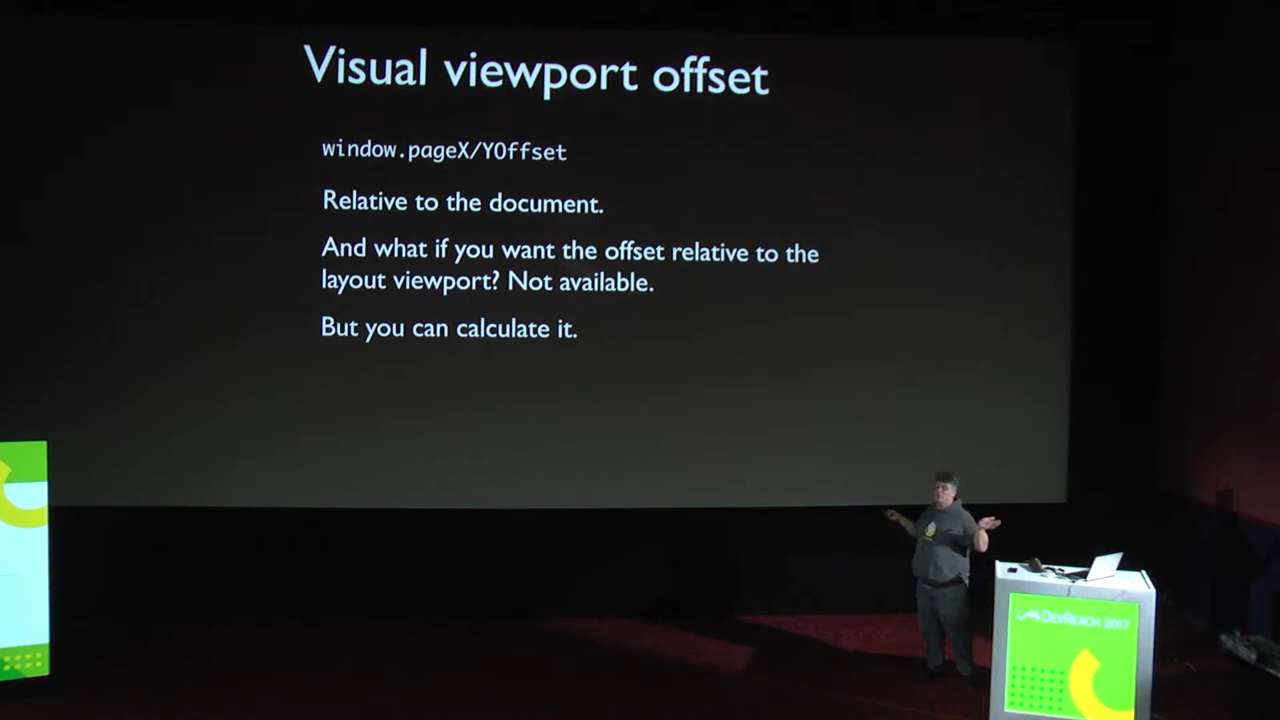 Visual viewport offset
window.pageX/YOffset
Relative to the document.
And what if you want the offset relative to the
layout viewport? Not available.
But you can calculate it.
DEVREACH 2017